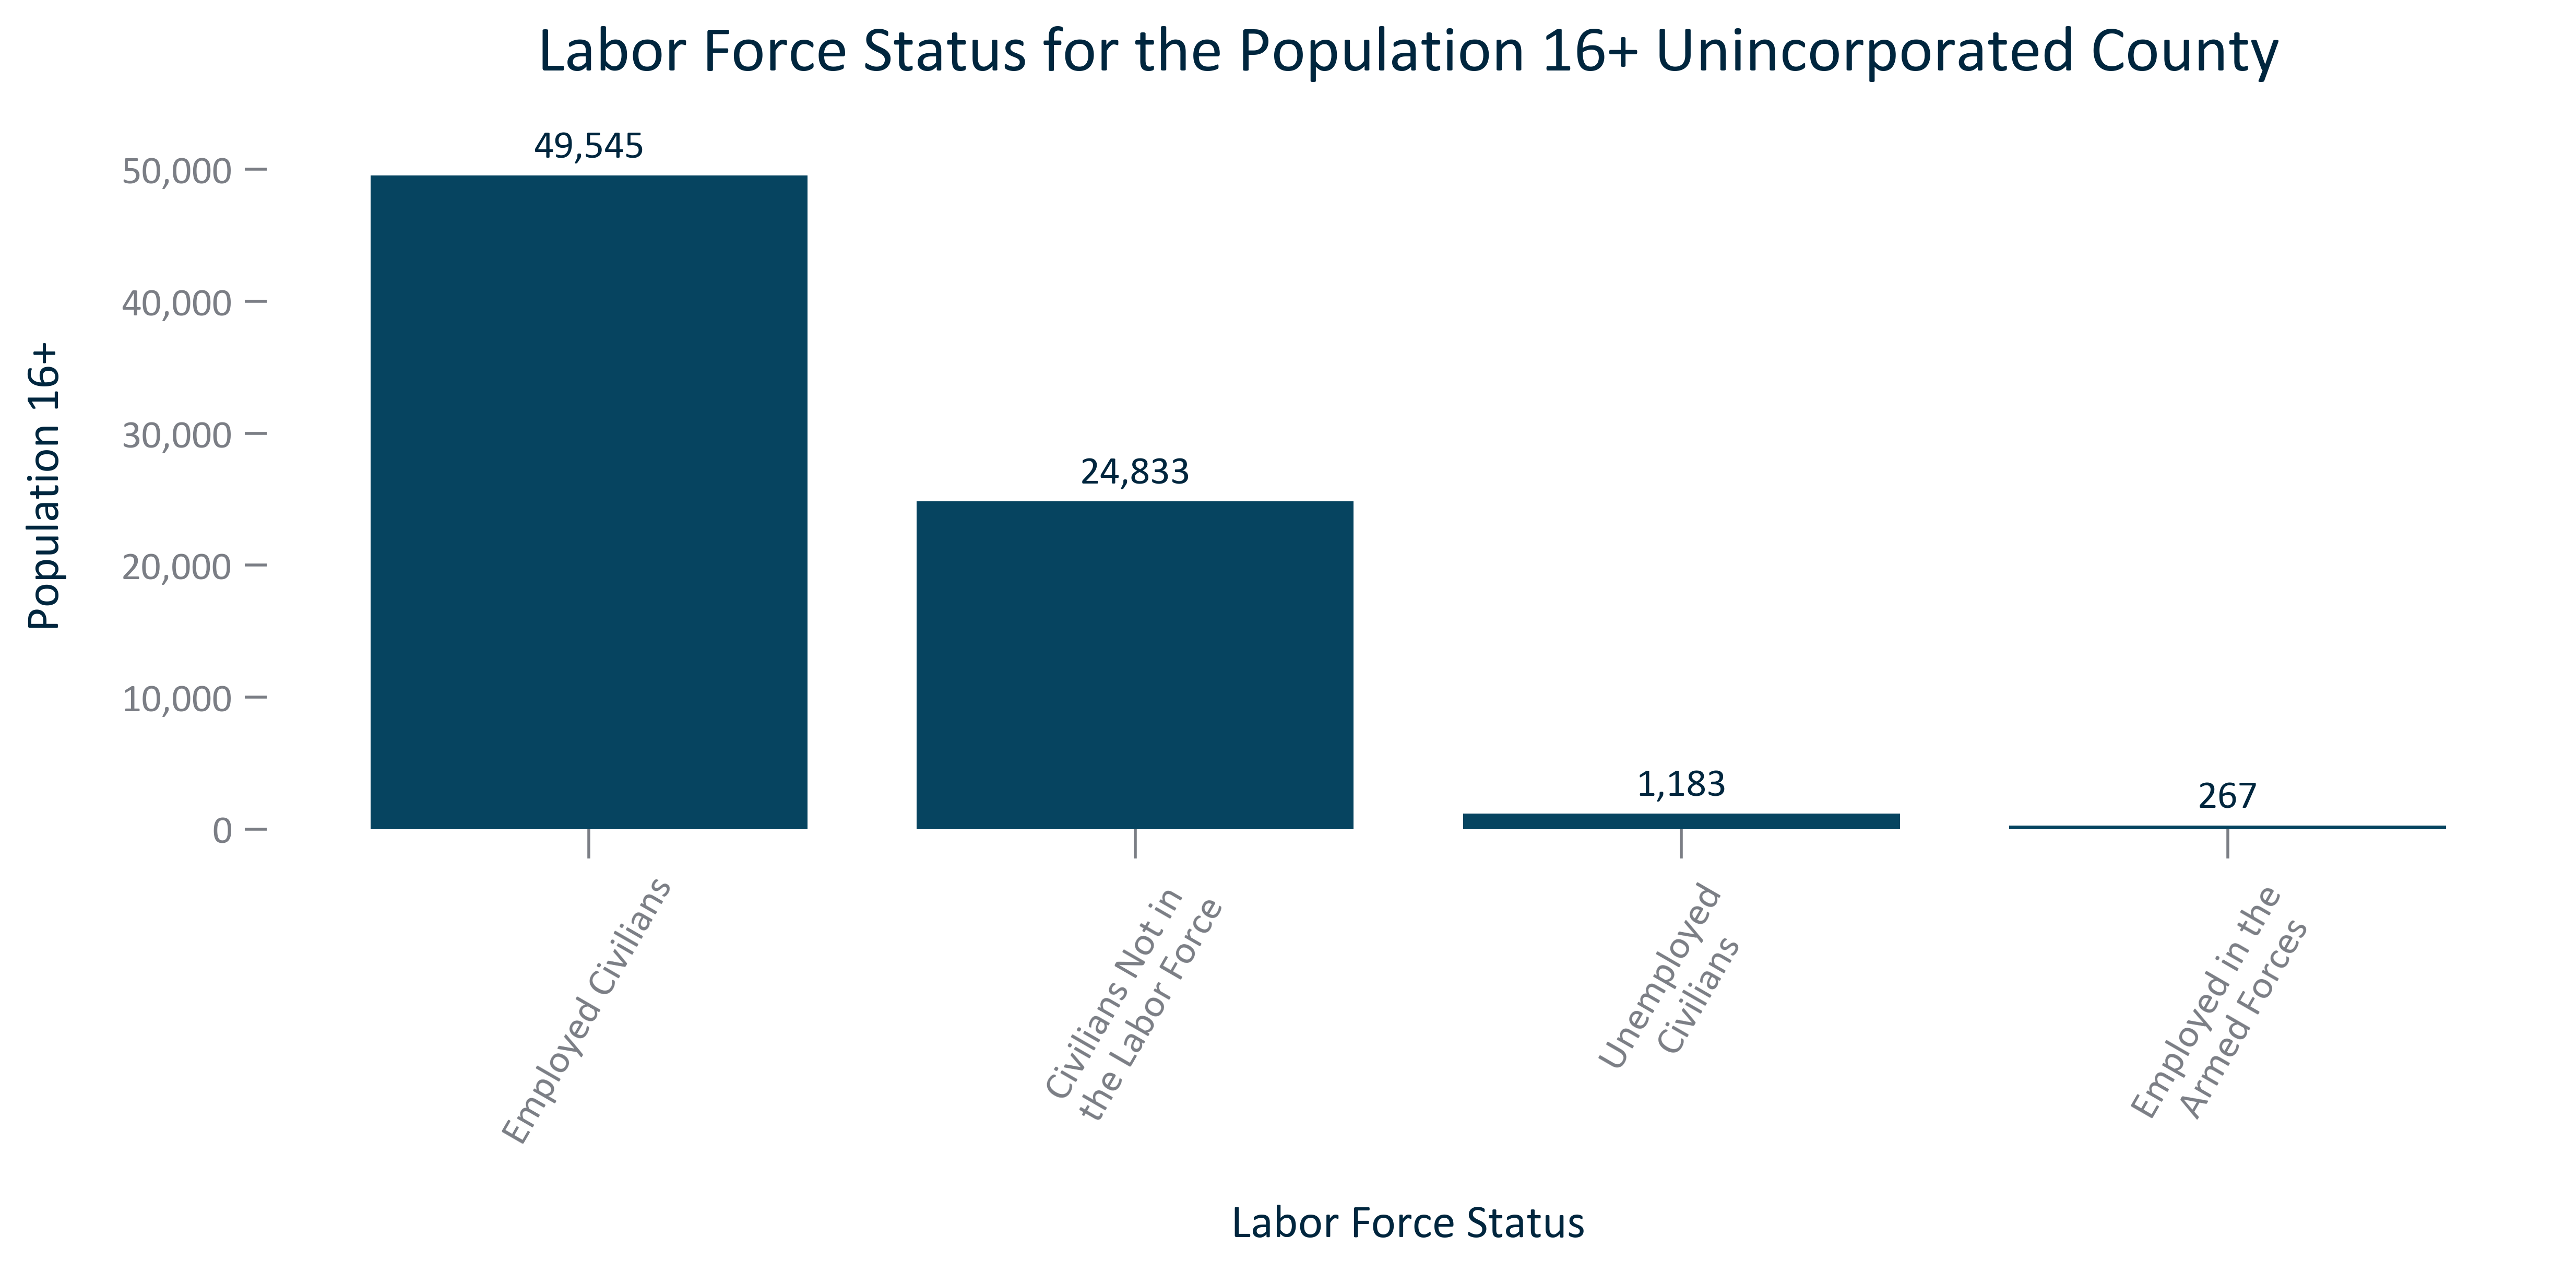 Labor Force Status for the Population 16+ Unincorporated County
Population 16+
50,000
40,000
30,000
20,000
10,000
0
49,545
24,833
1,183
267
Employed Civilians
Civilians Not in
the Labor Force
Unemployed
Civilians
Employed in the
Armed Forces
Labor Force Status